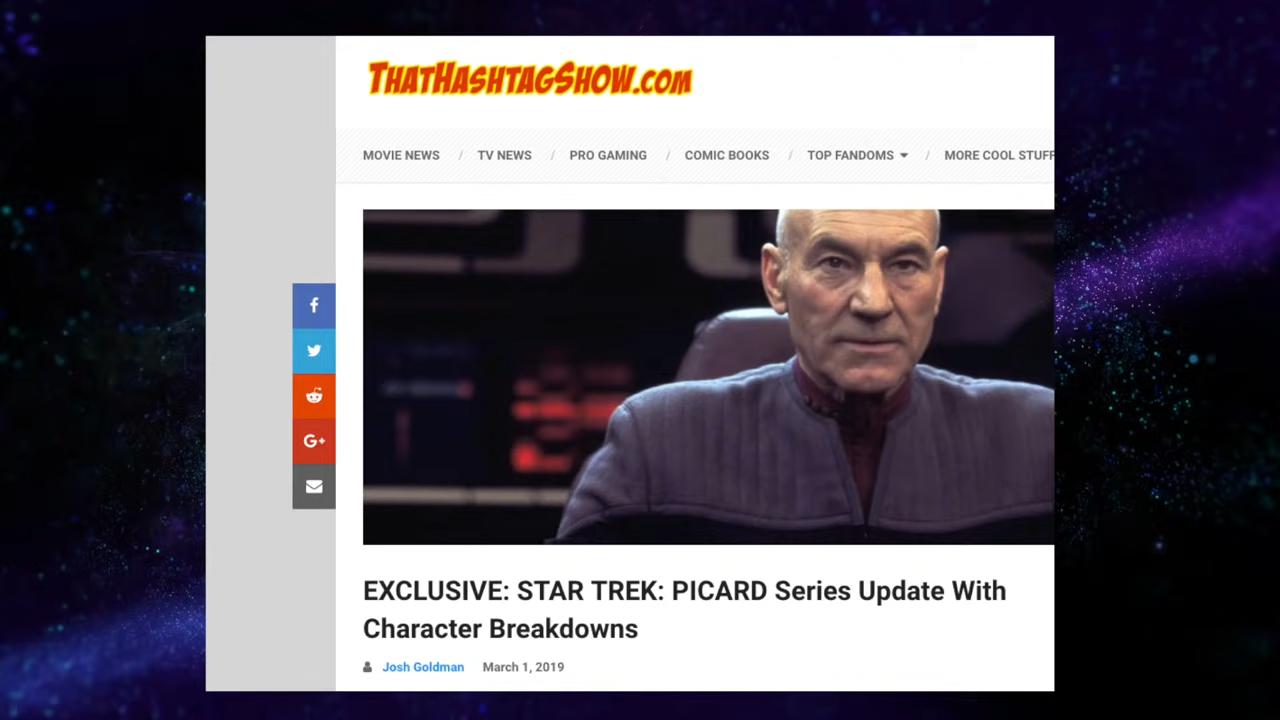 THATHASHTAGSHOW.COM
MOVIE NEWS / TV NEWS / PRO GAMING / COMIC BOOKS / TOP FANDOMS / MORE COOL STUFF
f
G+
EXCLUSIVE: STAR TREK: PICARD Series Update With
Character Breakdowns
Josh Goldman March 1, 2019